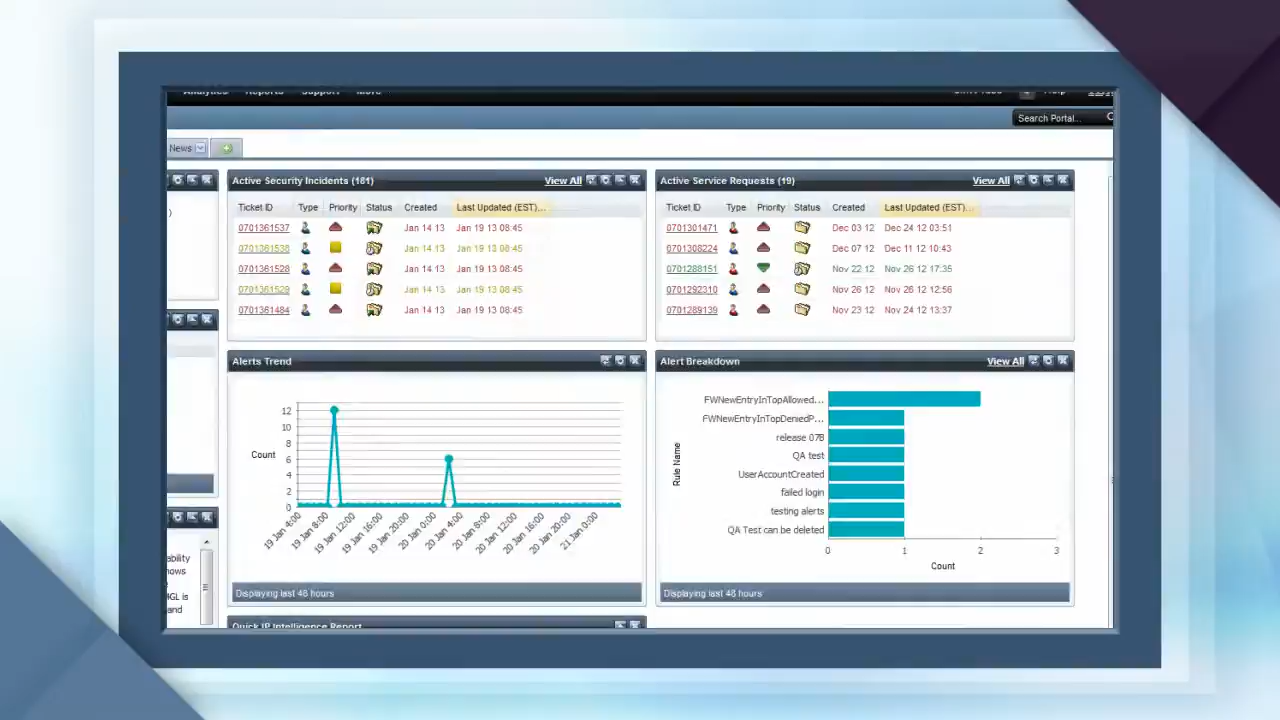 Analytics Reports Support More
Help
Search Portal...
News
Active Security Incidents (161) View All
Ticket ID Type Priority Status Created Last Updated (EST)...
0701361537 Jan 14 13 Jan 19 13 08:45
0701361538 Jan 14 13 Jan 19 13 08:45
0701361528 Jan 14 13 Jan 19 13 08:45
0701361529 Jan 14 13 Jan 19 13 08:45
0701361484 Jan 14 13 Jan 19 13 08:45
Active Service Requests (19) View All
Ticket ID Type Priority Status Created Last Updated (EST)...
0701301471 Dec 03 12 Dec 24 12 03:51
0701308224 Dec 07 12 Dec 11 12 10:43
0701288151 Nov 22 12 Nov 26 12 17:35
0701292310 Nov 26 12 Nov 26 12 12:56
0701289139 Nov 23 12 Nov 24 12 13:37
)
Alerts Trend
Count
12
10
8
6
4
2
0
19 Jan 4:00 19 Jan 8:00 19 Jan 12:00 19 Jan 16:00 19 Jan 20:00 20 Jan 0:00 20 Jan 4:00 20 Jan 8:00 20 Jan 12:00 20 Jan 16:00 20 Jan 20:00 21 Jan 0:00
Displaying last 48 hours
Alert Breakdown View All
Rule Name
FWNewEntryInTopAllowed...
FWNewEntryInTopDeniedP...
release 07B
QA test
UserAccountCreated
failed login
testing alerts
QA Test can be deleted
0 1 2 3
Count
Displaying last 48 hours
ability
hows
GL is
and
Quick IP Intelligence Report